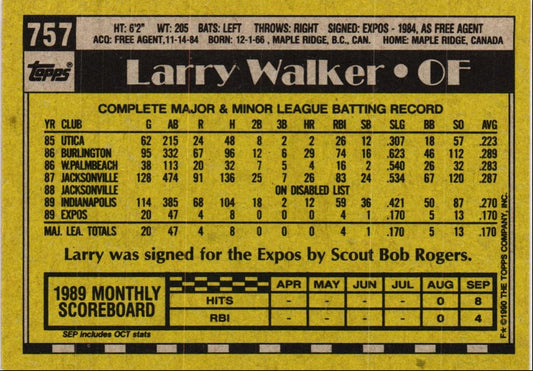 757
HT: 6'2" WT: 205 BATS: LEFT THROWS: RIGHT SIGNED: EXPOS - 1984, AS FREE AGENT
ACQ: FREE AGENT,11-14-84 BORN: 12-1-66 , MAPLE RIDGE, B.C., CAN. HOME: MAPLE RIDGE, CANADA
Topps Larry Walker • OF
COMPLETE MAJOR & MINOR LEAGUE BATTING RECORD
YR CLUB G AB R H 2B 3B HR RBI SB SLG BB SO AVG
85 UTICA 62 215 24 48 8 2 2 26 12 .307 18 57 .223
86 BURLINGTON 95 332 67 96 12 6 29 74 16 .623 46 112 .289
86 W.PALMBEACH 38 113 20 32 7 5 4 16 2 .540 26 32 .283
87 JACKSONVILLE 128 474 91 136 25 7 26 83 24 .534 67 120 .287
88 JACKSONVILLE ON DISABLED LIST
89 INDIANAPOLIS 114 385 68 104 18 2 12 59 36 .421 50 87 .270
89 EXPOS 20 47 4 8 0 0 0 4 1 .170 5 13 .170
MAJ. LEA. TOTALS 20 47 4 8 0 0 0 4 1 .170 5 13 .170
Larry was signed for the Expos by Scout Bob Rogers.
1989 MONTHLY SCOREBOARD
APR MAY JUN JUL AUG SEP
HITS - - - - 0 8
RBI - - - - 0 4
SEP includes OCT stats
F* ©1990 THE TOPPS COMPANY, INC.